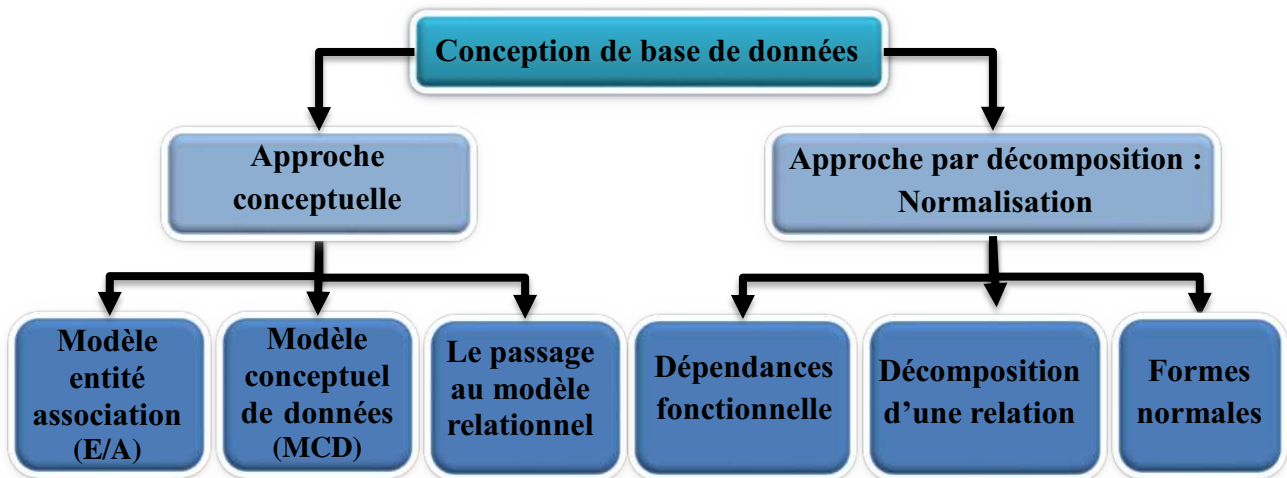 Conception de base de données
Approche
conceptuelle
Approche par décomposition :
Normalisation
Modèle
entité
association
(E/A)
Modèle
conceptuel
de données
(MCD)
Le passage
au modèle
relationnel
Dépendances
fonctionnelle
Décomposition
d’une relation
Formes
normales